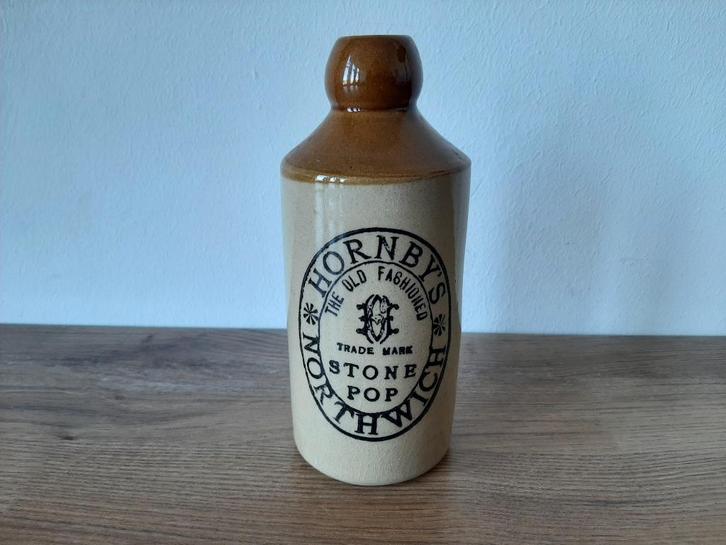 HORNBY'S
THE OLD FASHIONED
TRADE MARK
STONE
POP
NORTHWICH